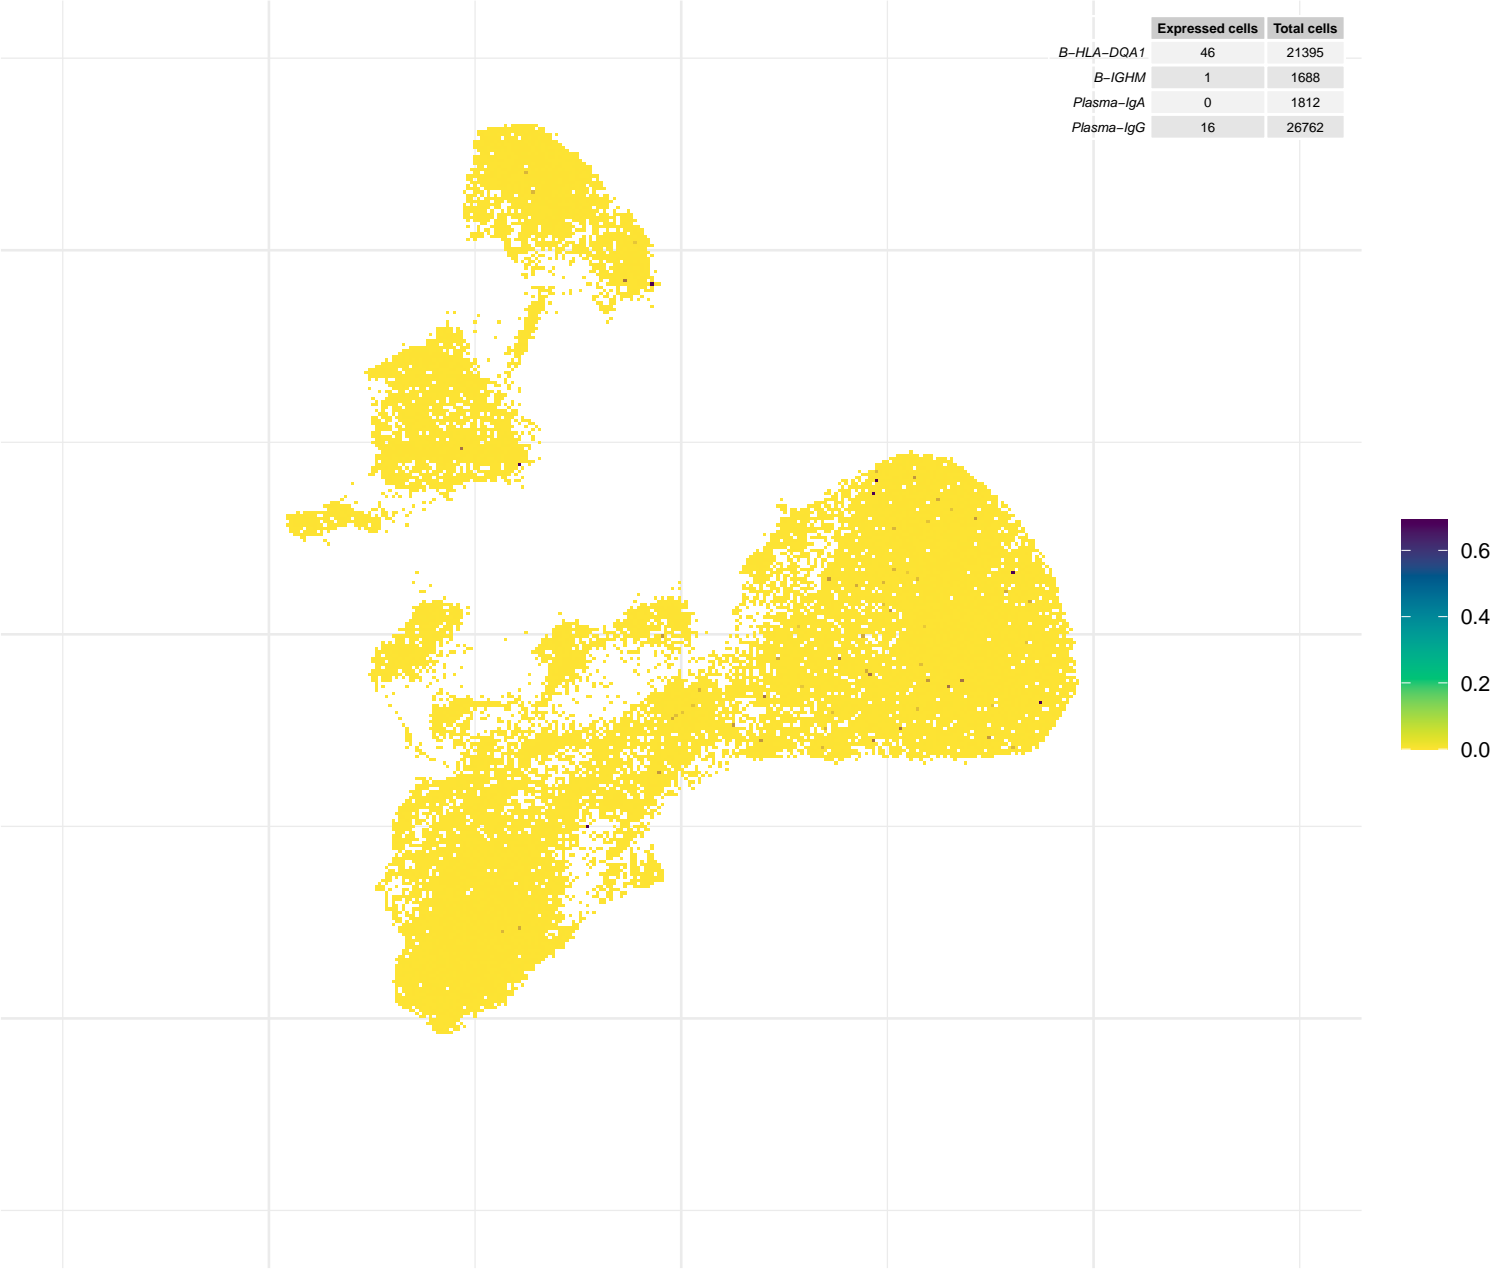 Expressed cells Total cells
B−HLA−DQA1 46 21395
B−IGHM 1 1688
Plasma−IgA 0 1812
Plasma−IgG 16 26762
0.6
0.4
0.2
0.0